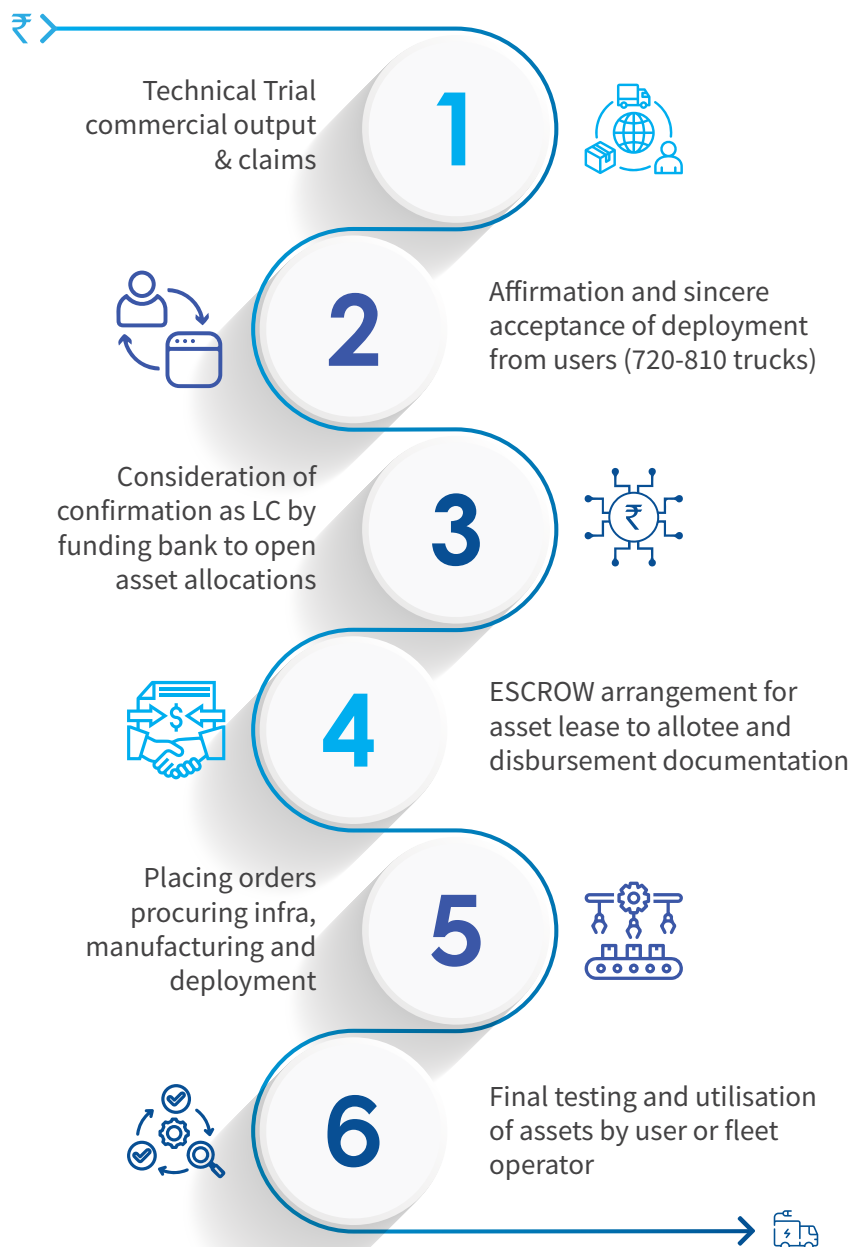 ₹
Technical Trial
commercial output
& claims
1
2
Affirmation and sincere
acceptance of deployment
from users (720-810 trucks)
Consideration of
confirmation as LC by
funding bank to open
asset allocations
3
₹
$
4
ESCROW arrangement for
asset lease to allotee and
disbursement documentation
Placing orders
procuring infra,
manufacturing and
deployment
5
6
Final testing and utilisation
of assets by user or fleet
operator